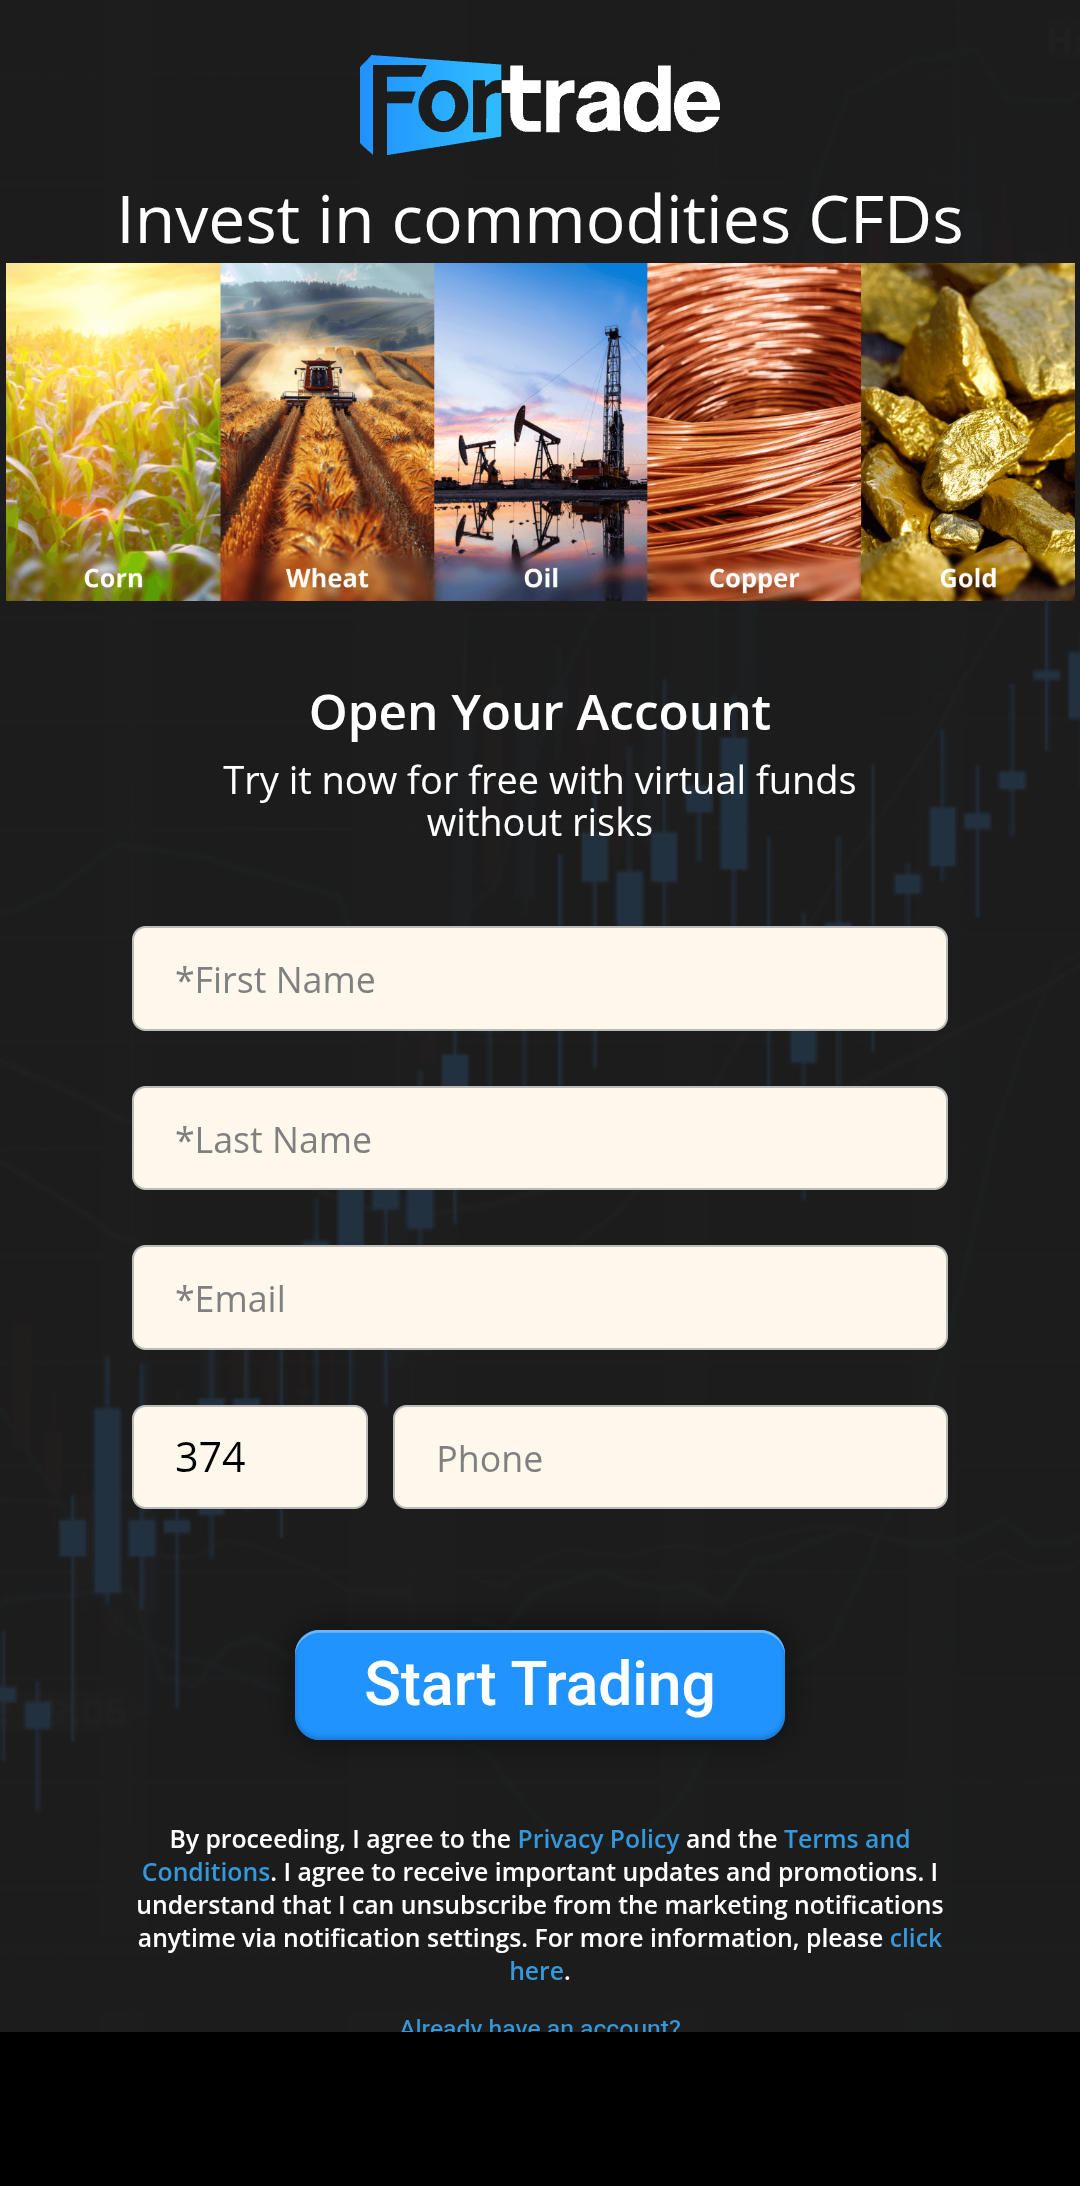 Fortrade
Invest in commodities CFDs
Corn Wheat Oil Copper Gold
Open Your Account
Try it now for free with virtual funds
without risks
*First Name
*Last Name
*Email
374 Phone
Start Trading
By proceeding, I agree to the Privacy Policy and the Terms and
Conditions. I agree to receive important updates and promotions. I
understand that I can unsubscribe from the marketing notifications
anytime via notification settings. For more information, please click
here.
Already have an account?